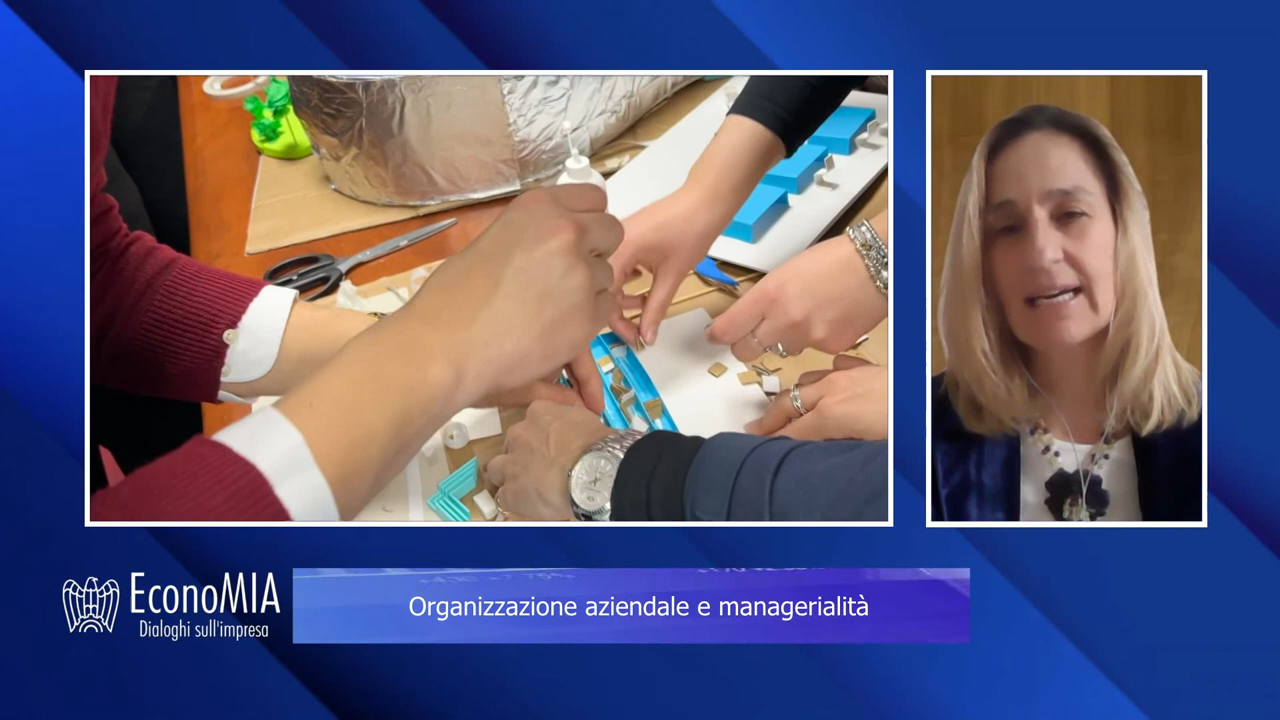 EconoMIA
Dialoghi sull'impresa
Organizzazione aziendale e managerialità